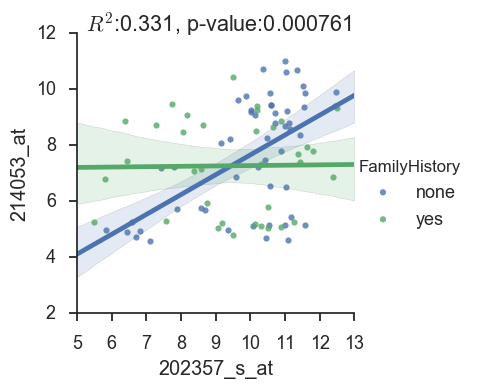 R²:0.331, p-value:0.000761
12
10
8
6
4
2
214053_at
5 6 7 8 9 10 11 12 13
202357_s_at
FamilyHistory
none
yes